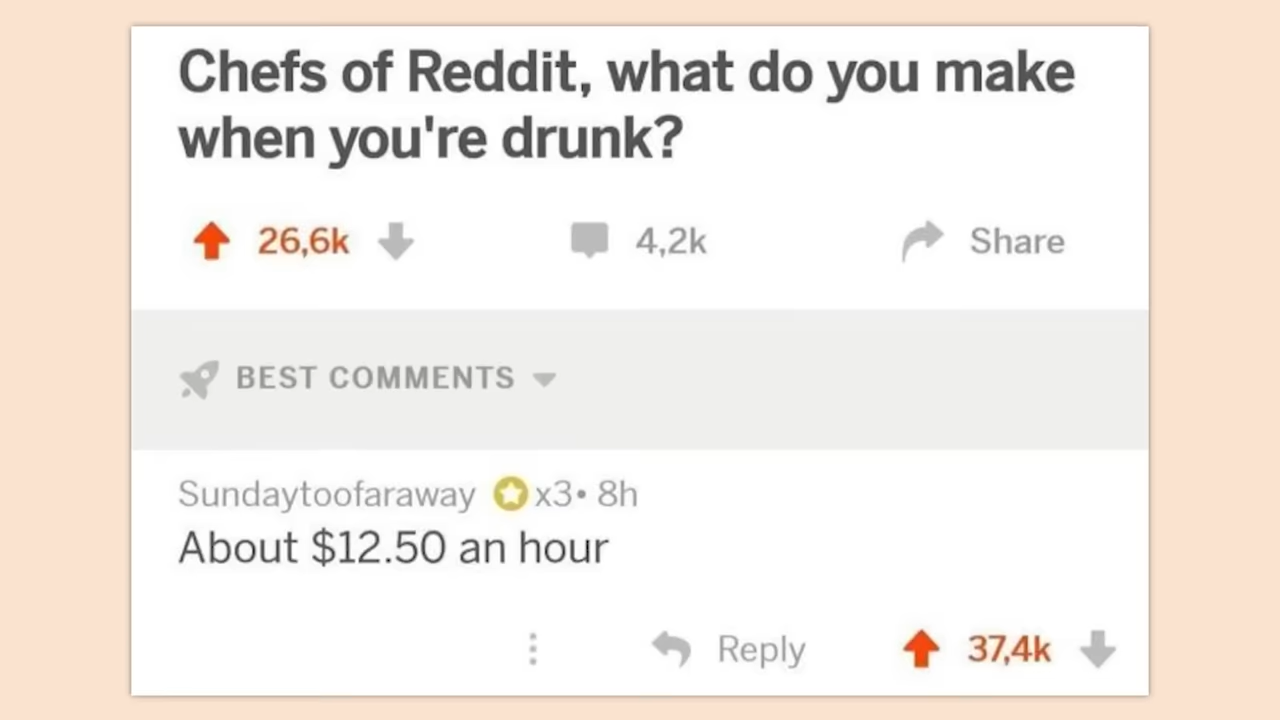 Chefs of Reddit, what do you make
when you're drunk?
26,6k 4,2k Share
BEST COMMENTS
Sundaytoofaraway x3• 8h
About $12.50 an hour
Reply 37,4k